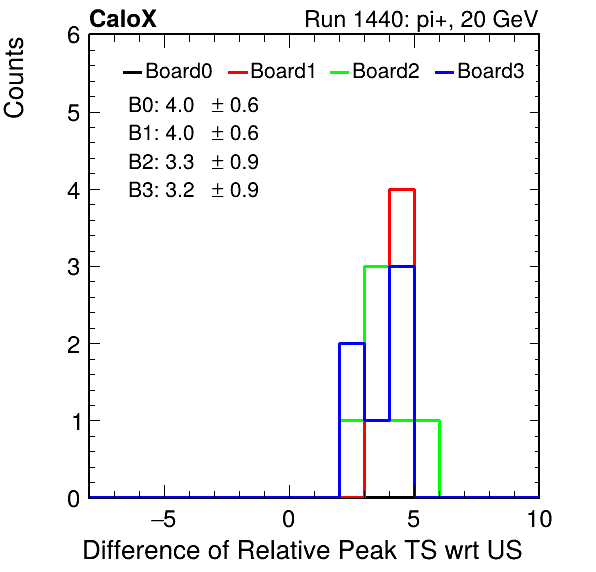 CaloX Run 1440: pi+, 20 GeV
Counts
Board0 Board1 Board2 Board3
B0: 4.0 ± 0.6
B1: 4.0 ± 0.6
B2: 3.3 ± 0.9
B3: 3.2 ± 0.9
6
5
4
3
2
1
0
−5 0 5 10
Difference of Relative Peak TS wrt US